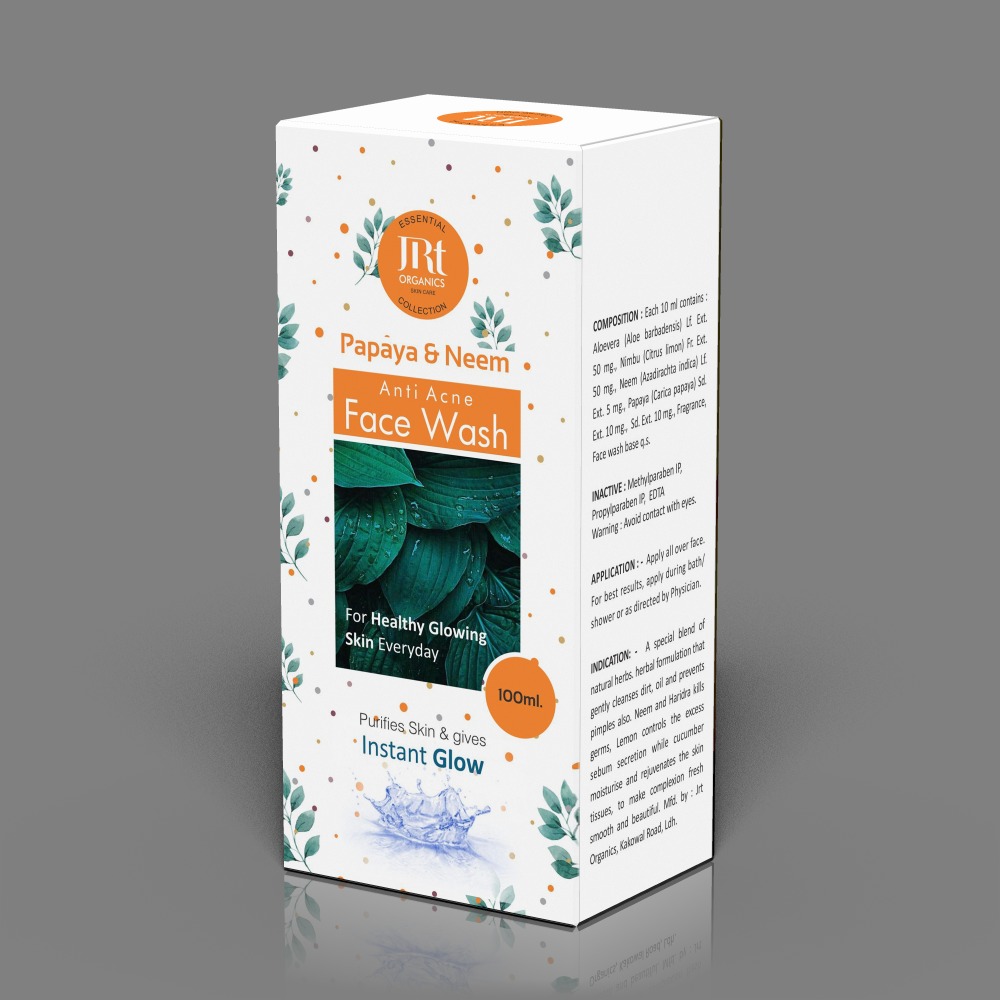 ESSENTIAL
JRt
ORGANICS
SKIN CARE
COLLECTION
Papaya & Neem
Anti Acne
Face Wash
For Healthy Glowing
Skin Everyday
100ml.
Purifies Skin & gives
Instant Glow
COMPOSITION : Each 10 ml contains :
Aloevera (Aloe barbadensis) Lf. Ext.
50 mg., Nimbu (Citrus limon) Fr. Ext.
50 mg., Neem (Azadirachta indica) Lf.
Ext. 5 mg., Papaya (Carica papaya) Sd.
Ext. 10 mg., Sd. Ext. 10 mg., Fragrance,
Face wash base q.s.
INACTIVE : Methylparaben IP,
Propylparaben IP, EDTA
Warning : Avoid contact with eyes.
APPLICATION : - Apply all over face.
For best results, apply during bath/
shower or as directed by Physician.
INDICATION: - A special blend of
natural herbs. herbal formulation that
gently cleanses dirt, oil and prevents
pimples also. Neem and Haridra kills
germs, Lemon controls the excess
sebum secretion while cucumber
moisturise and rejuvenates the skin
tissues, to make complexion fresh
smooth and beautiful. Mfd. by : Jrt
Organics, Kakowal Road, Ldh.